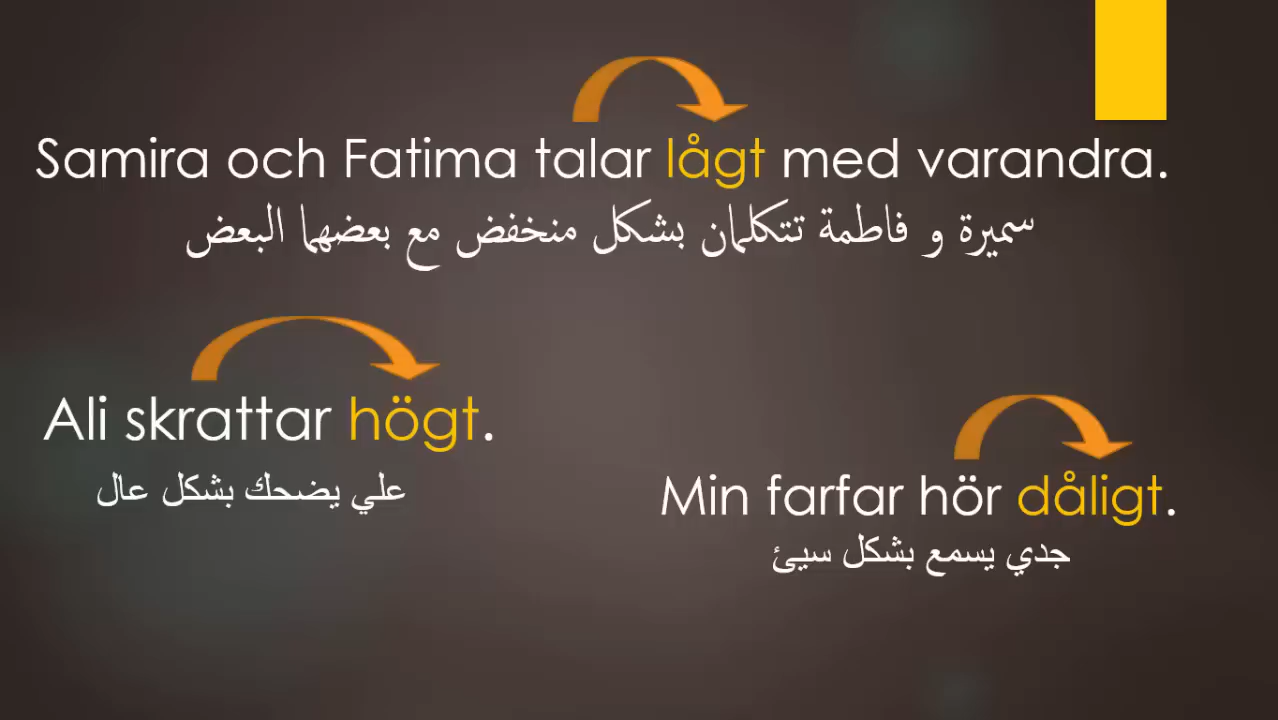 Samira och Fatima talar lågt med varandra.
سميرة و فاطمة تتكلمان بشكل منخفض مع بعضهما البعض
Ali skrattar högt.
علي يضحك بشكل عال
Min farfar hör dåligt.
جدي يسمع بشكل سيئ